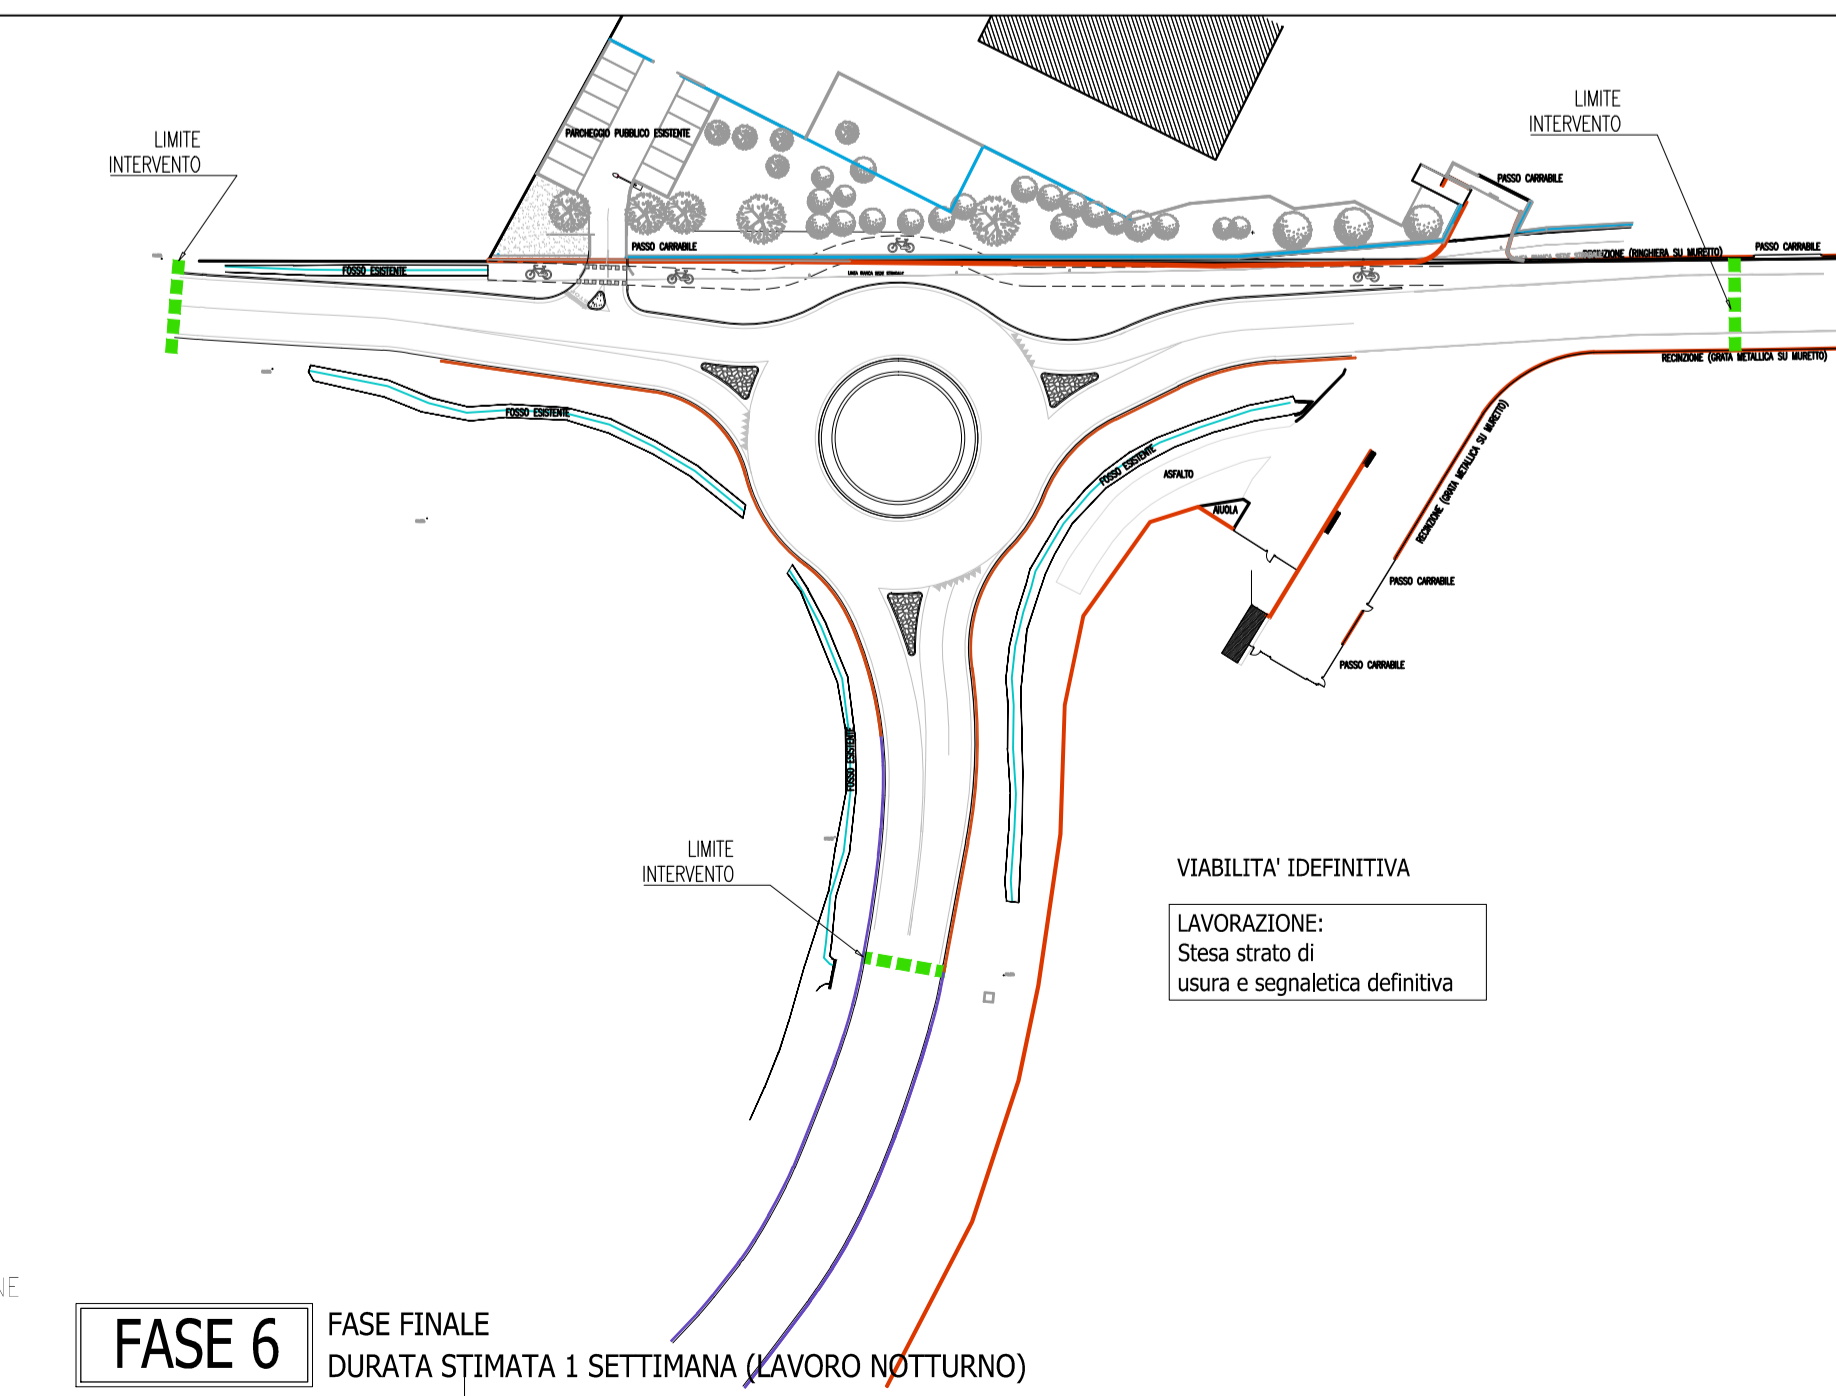 LIMITE
INTERVENTO
LIMITE
INTERVENTO
PARCHEGGIO PUBBLICO ESISTENTE
PASSO CARRABILE
PASSO CARRABILE
PASSO CARRABILE
(RINGHIERA SU MURETTO)
FOSSO ESISTENTE
RECINZIONE (GRATA METALLICA SU MURETTO)
FOSSO ESISTENTE
FOSSO ESISTENTE
ASFALTO
AIUOLA
RECINZIONE (GRATA METALLICA SU MURETTO)
PASSO CARRABILE
PASSO CARRABILE
FOSSO ESISTENTE
LIMITE
INTERVENTO
VIABILITA' IDEFINITIVA
LAVORAZIONE:
Stesa strato di
usura e segnaletica definitiva
NE
FASE 6
FASE FINALE
DURATA STIMATA 1 SETTIMANA (LAVORO NOTTURNO)